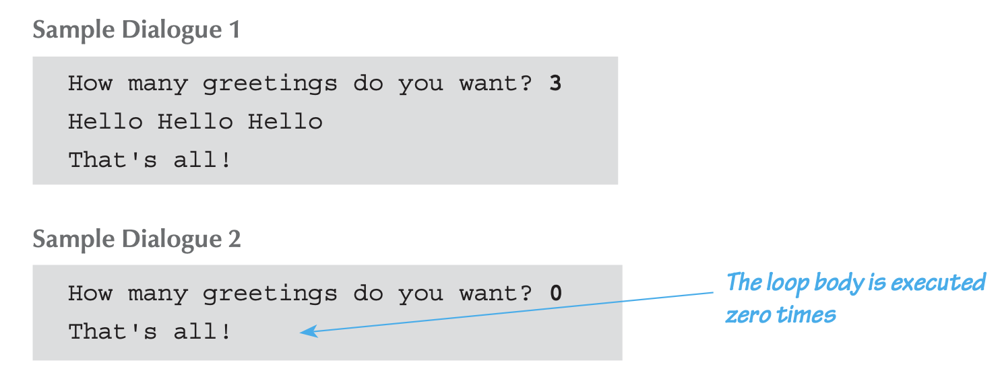 Sample Dialogue 1
How many greetings do you want? 3
Hello Hello Hello
That's all!
Sample Dialogue 2
How many greetings do you want? 0
That's all!
The loop body is executed
zero times